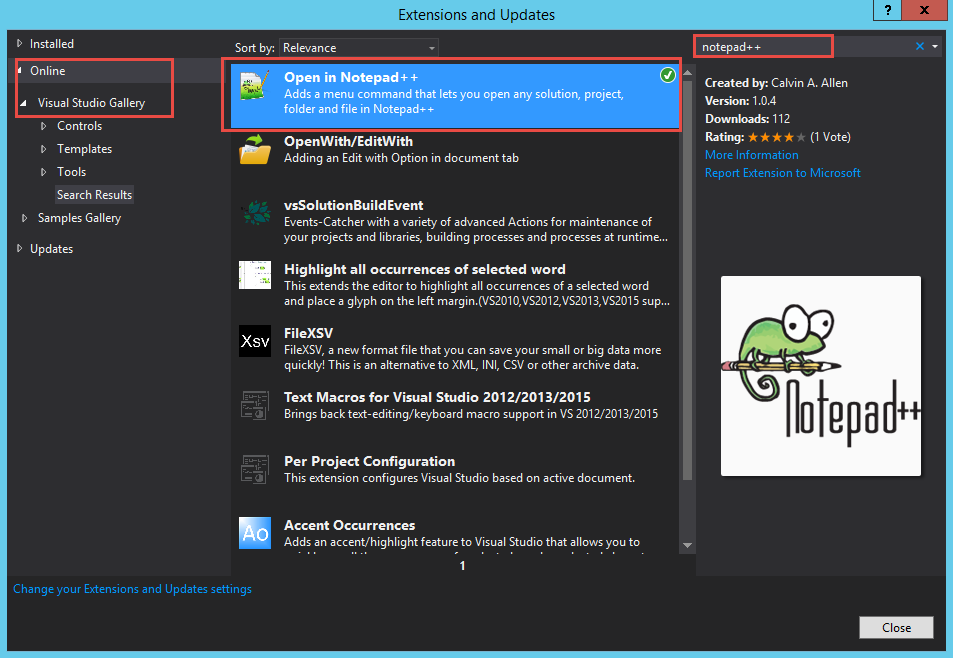 Extensions and Updates
?
x
Installed
Online
Visual Studio Gallery
Controls
Templates
Tools
Search Results
Samples Gallery
Updates
Sort by: Relevance
Open in Notepad++
Adds a menu command that lets you open any solution, project,
folder and file in Notepad++
OpenWith/EditWith
Adding an Edit with Option in document tab
vsSolutionBuildEvent
Events-Catcher with a variety of advanced Actions for maintenance of
your projects and libraries, building processes and processes at runtime...
Highlight all occurrences of selected word
This extends the editor to highlight all occurrences of a selected word
and place a glyph on the left margin.(VS2010,VS2012,VS2013,VS2015 sup...
Xsv
FileXSV
FileXSV, a new format file that you can save your small or big data more
quickly! This is an alternative to XML, INI, CSV or other archive data.
Text Macros for Visual Studio 2012/2013/2015
Brings back text-editing/keyboard macro support in VS 2012/2013/2015
Per Project Configuration
This extension configures Visual Studio based on active document.
Ao
Accent Occurrences
Adds an accent/highlight feature to Visual Studio that allows you to
1
notepad++
Created by: Calvin A. Allen
Version: 1.0.4
Downloads: 112
Rating: (1 Vote)
More Information
Report Extension to Microsoft
Notepad++
Change your Extensions and Updates settings
Close